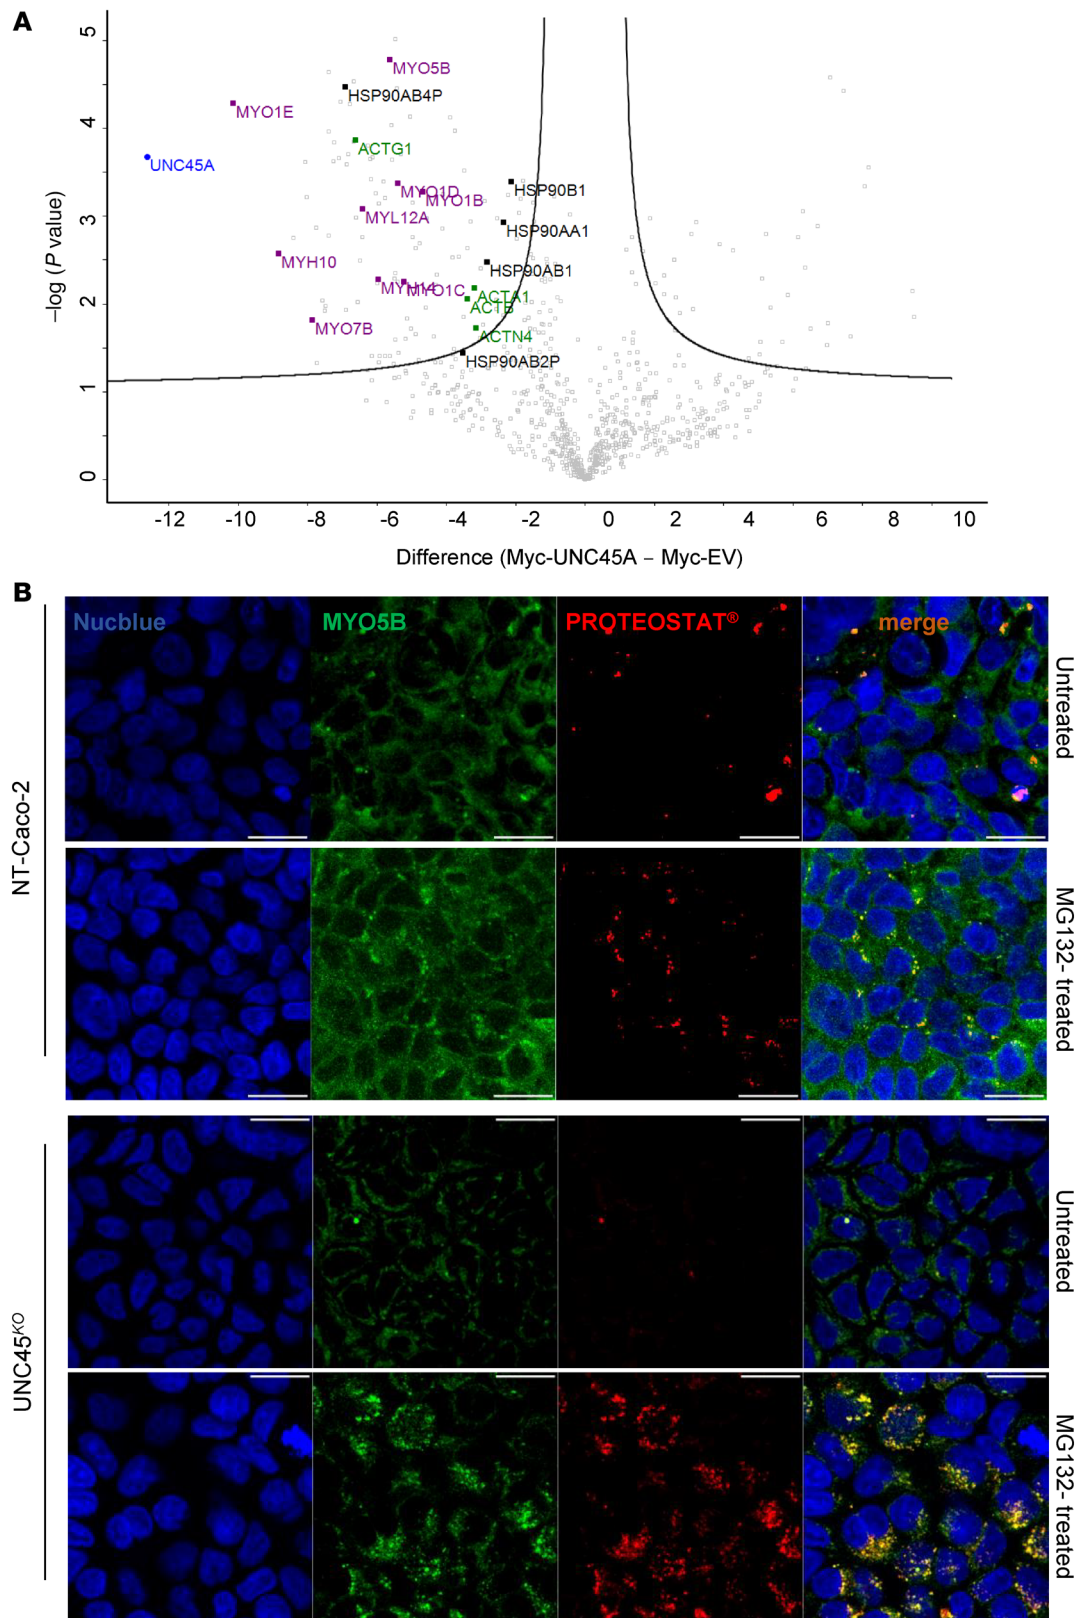 A
5
4
3
2
1
0
–log (P value)
MYO5B
HSP90AB4P
MYO1E
ACTG1
UNC45A
MYO1D
MYO1B
HSP90B1
MYL12A
HSP90AA1
MYH10
HSP90AB1
MYH14
MYO1C
ACTA1
ACTB
MYO7B
ACTN4
HSP90AB2P
-12 -10 -8 -6 -4 -2 0 2 4 6 8 10
Difference (Myc-UNC45A – Myc-EV)
B
Nucblue MYO5B PROTEOSTAT® merge
NT-Caco-2
Untreated
MG132- treated
UNC45KO
Untreated
MG132- treated